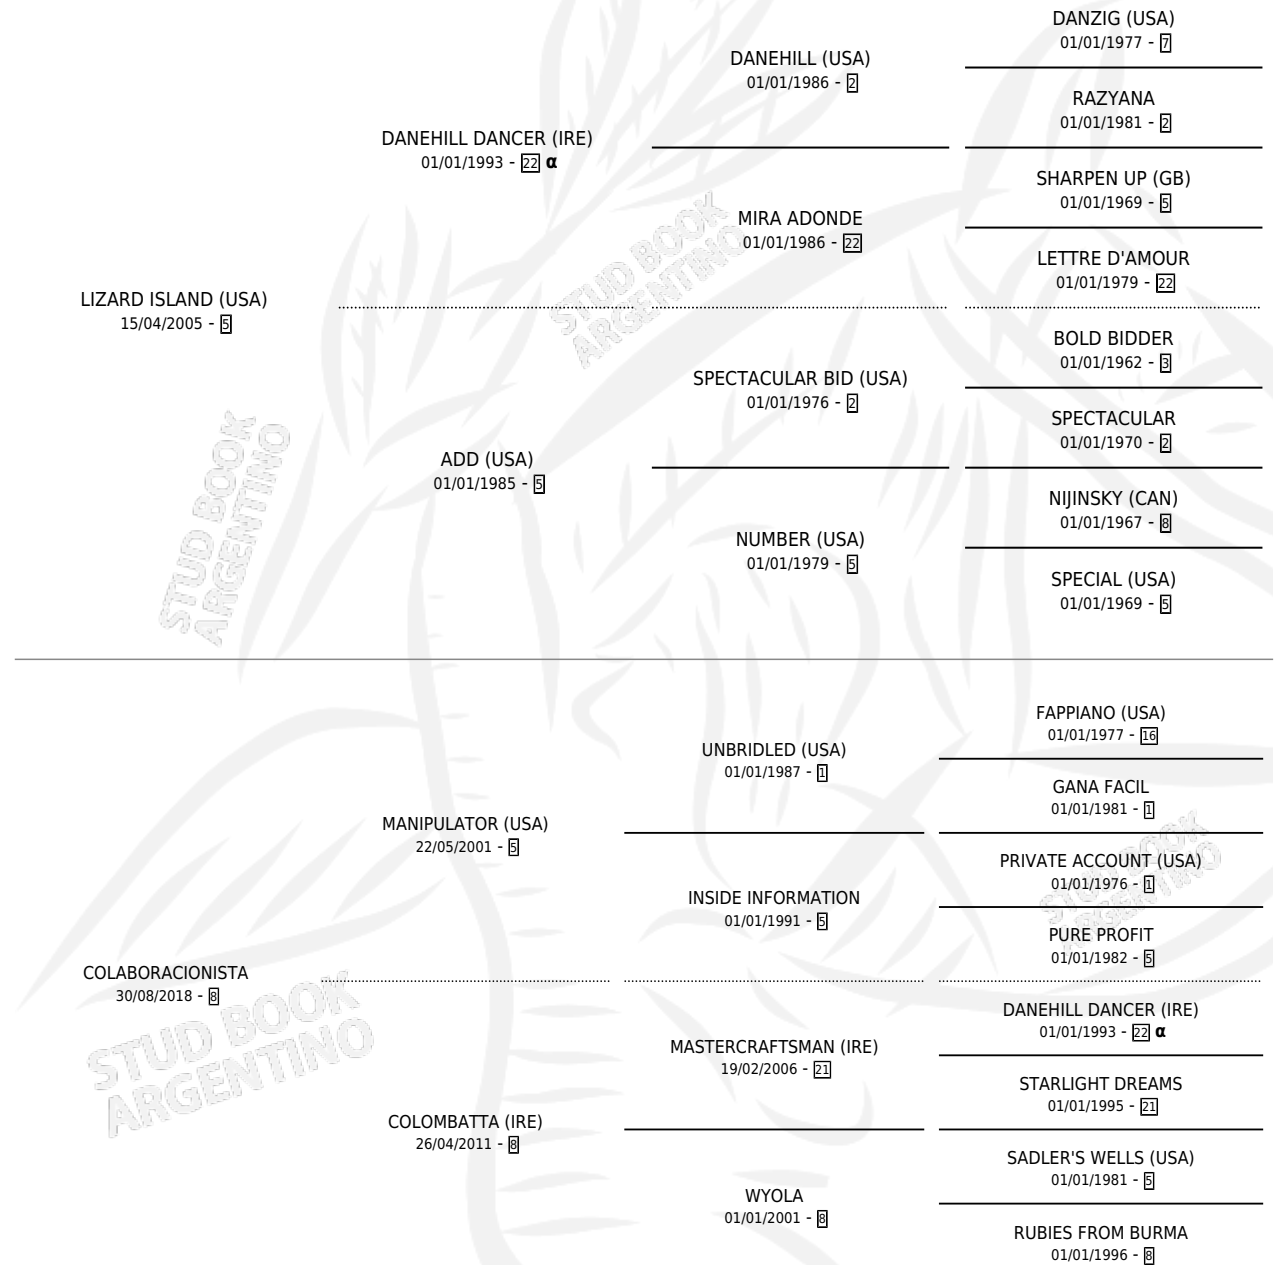 DANZIG (USA)
01/01/1977 - 7
DANEHILL (USA)
01/01/1986 - 2
RAZYANA
01/01/1981 - 2
DANEHILL DANCER (IRE)
01/01/1993 - 22 α
SHARPEN UP (GB)
01/01/1969 - 5
MIRA ADONDE
01/01/1986 - 22
LETTRE D'AMOUR
01/01/1979 - 22
LIZARD ISLAND (USA)
15/04/2005 - 5
BOLD BIDDER
01/01/1962 - 3
SPECTACULAR BID (USA)
01/01/1976 - 2
SPECTACULAR
01/01/1970 - 2
ADD (USA)
01/01/1985 - 5
NIJINSKY (CAN)
01/01/1967 - 8
NUMBER (USA)
01/01/1979 - 5
SPECIAL (USA)
01/01/1969 - 5
FAPPIANO (USA)
01/01/1977 - 16
UNBRIDLED (USA)
01/01/1987 - 1
GANA FACIL
01/01/1981 - 1
MANIPULATOR (USA)
22/05/2001 - 5
PRIVATE ACCOUNT (USA)
01/01/1976 - 1
INSIDE INFORMATION
01/01/1991 - 5
PURE PROFIT
01/01/1982 - 5
COLABORACIONISTA
30/08/2018 - 8
DANEHILL DANCER (IRE)
01/01/1993 - 22 α
MASTERCRAFTSMAN (IRE)
19/02/2006 - 21
STARLIGHT DREAMS
01/01/1995 - 21
COLOMBATTA (IRE)
26/04/2011 - 8
SADLER'S WELLS (USA)
01/01/1981 - 5
WYOLA
01/01/2001 - 8
RUBIES FROM BURMA
01/01/1996 - 8
STUD BOOK
ARGENTINO
STUD BOOK
ARGENTINO
STUD BOOK
ARGENTINO
STUD BOOK
ARGENTINO